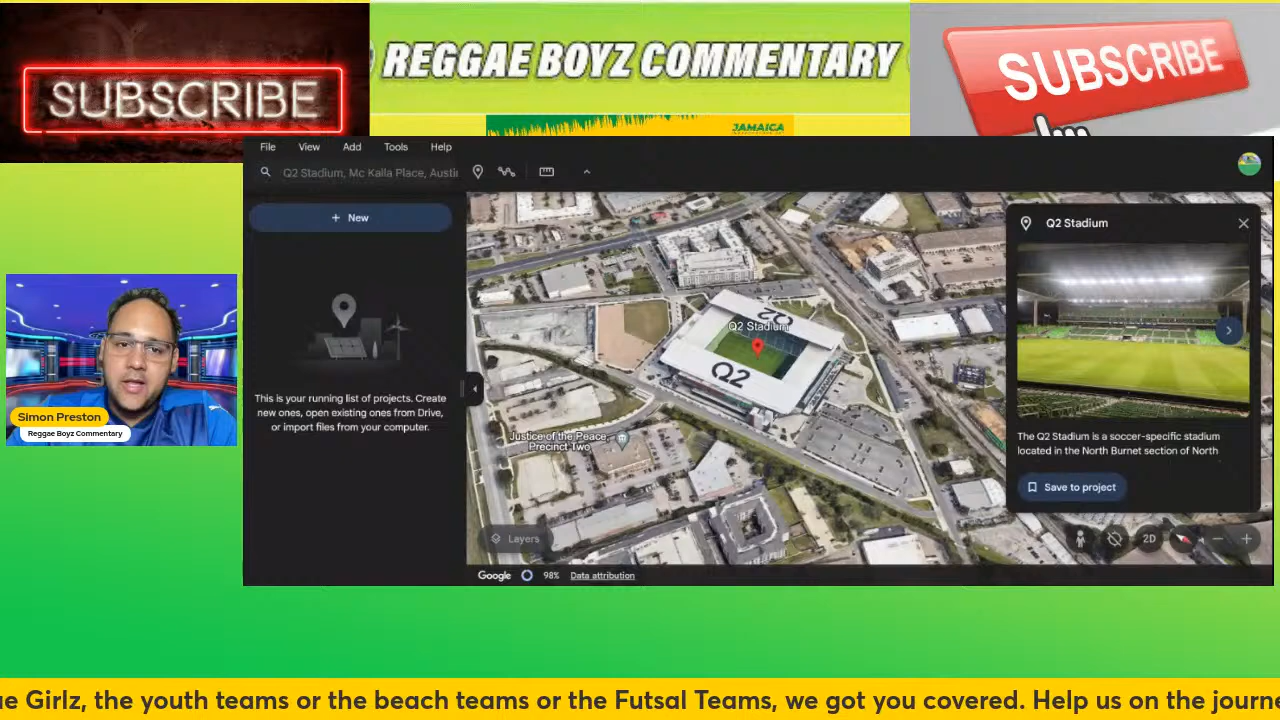 SUBSCRIBE
REGGAE BOYZ COMMENTARY
SUBSCRIBE
JAMAICA
File View Add Tools Help
Q2 Stadium, Mc Kalla Place, Austi
+ New
This is your running list of projects. Create
new ones, open existing ones from Drive,
or import files from your computer.
Simon Preston
Reggae Boyz Commentary
Q2
Q2 Stadium
Q2
Justice of the Peace,
Precinct Two
Layers
Q2 Stadium
The Q2 Stadium is a soccer-specific stadium
located in the North Burnet section of North
Save to project
2D
Google 98% Data attribution
e Girlz, the youth teams or the beach teams or the Futsal Teams, we got you covered. Help us on the journ